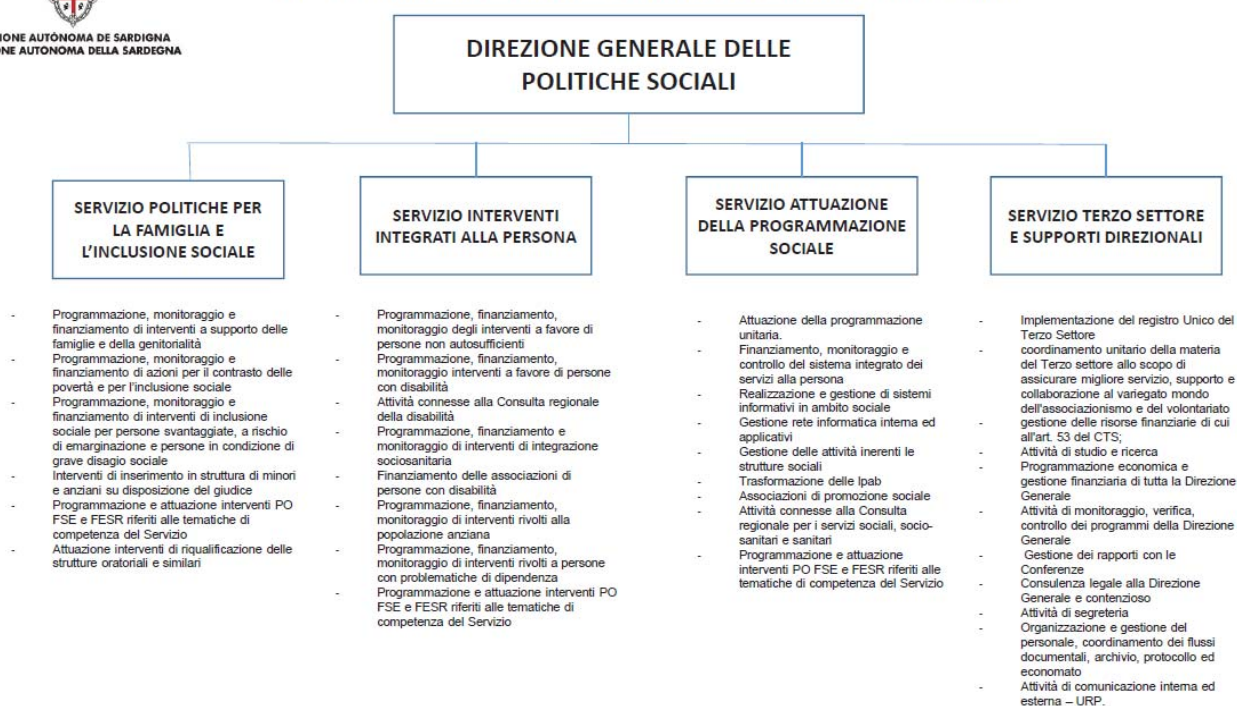 IONE AUTÒNOMA DE SARDIGNA
ONE AUTONOMA DELLA SARDEGNA
DIREZIONE GENERALE DELLE
POLITICHE SOCIALI
SERVIZIO POLITICHE PER
LA FAMIGLIA E
L'INCLUSIONE SOCIALE
- Programmazione, monitoraggio e
finanziamento di interventi a supporto delle
famiglie e della genitorialità
- Programmazione, monitoraggio e
finanziamento di azioni per il contrasto delle
povertà e per l'inclusione sociale
- Programmazione, monitoraggio e
finanziamento di interventi di inclusione
sociale per persone svantaggiate, a rischio
di emarginazione e persone in condizione di
grave disagio sociale
- Interventi di inserimento in struttura di minori
e anziani su disposizione del giudice
- Programmazione e attuazione interventi PO
FSE e FESR riferiti alle tematiche di
competenza del Servizio
- Attuazione interventi di riqualificazione delle
strutture oratoriali e similari
SERVIZIO INTERVENTI
INTEGRATI ALLA PERSONA
- Programmazione, finanziamento,
monitoraggio degli interventi a favore di
persone non autosufficienti
- Programmazione, finanziamento,
monitoraggio interventi a favore di persone
con disabilità
- Attività connesse alla Consulta regionale
della disabilità
- Programmazione, finanziamento e
monitoraggio di interventi di integrazione
sociosanitaria
- Finanziamento delle associazioni di
persone con disabilità
- Programmazione, finanziamento,
monitoraggio di interventi rivolti alla
popolazione anziana
- Programmazione, finanziamento,
monitoraggio di interventi rivolti a persone
con problematiche di dipendenza
- Programmazione e attuazione interventi PO
FSE e FESR riferiti alle tematiche di
competenza del Servizio
SERVIZIO ATTUAZIONE
DELLA PROGRAMMAZIONE
SOCIALE
- Attuazione della programmazione
unitaria.
- Finanziamento, monitoraggio e
controllo del sistema integrato dei
servizi alla persona
- Realizzazione e gestione di sistemi
informativi in ambito sociale
- Gestione rete informatica interna ed
applicativi
- Gestione delle attività inerenti le
strutture sociali
- Trasformazione delle Ipab
- Associazioni di promozione sociale
- Attività connesse alla Consulta
regionale per i servizi sociali, socio-
sanitari e sanitari
- Programmazione e attuazione
interventi PO FSE e FESR riferiti alle
tematiche di competenza del Servizio
SERVIZIO TERZO SETTORE
E SUPPORTI DIREZIONALI
- Implementazione del registro Unico del
Terzo Settore
- coordinamento unitario della materia
del Terzo settore allo scopo di
assicurare migliore servizio, supporto e
collaborazione al variegato mondo
dell'associazionismo e del volontariato
- gestione delle risorse finanziarie di cui
all'art. 53 del CTS;
- Attività di studio e ricerca
- Programmazione economica e
gestione finanziaria di tutta la Direzione
Generale
- Attività di monitoraggio, verifica,
controllo dei programmi della Direzione
Generale
- Gestione dei rapporti con le
Conferenze
- Consulenza legale alla Direzione
Generale e contenzioso
- Attività di segreteria
- Organizzazione e gestione del
personale, coordinamento dei flussi
documentali, archivio, protocollo ed
economato
- Attività di comunicazione interna ed
esterna – URP.